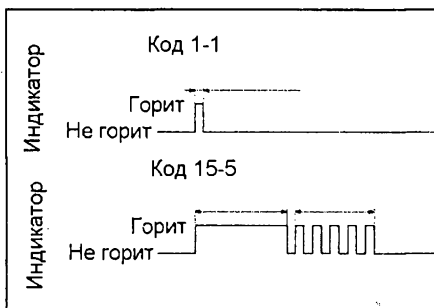 Код 1-1
Индикатор
Горит
Не горит
Код 15-5
Индикатор
Горит
Не горит